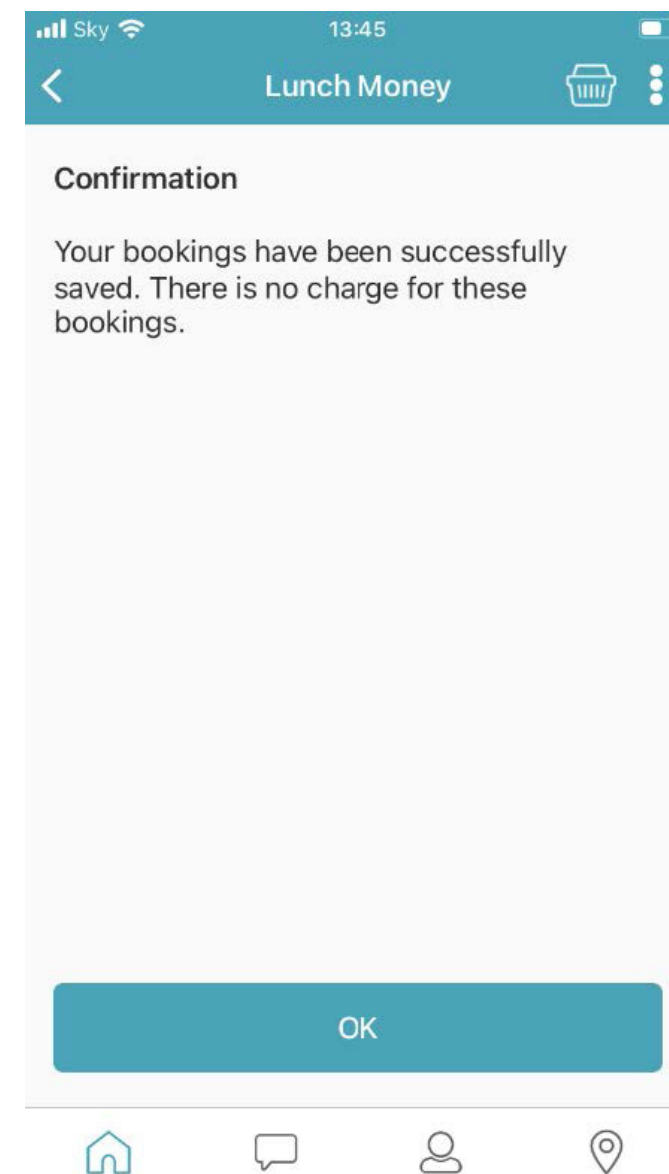 Sky 13:45
Lunch Money
Confirmation
Your bookings have been successfully
saved. There is no charge for these
bookings.
OK